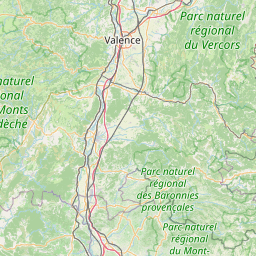 Parc naturel
régional
du Vercors
Valence
naturel
onal
Monts
dèche
Parc naturel
régional
des Baronnies
provençales
Parc naturel
régional
du Mont-